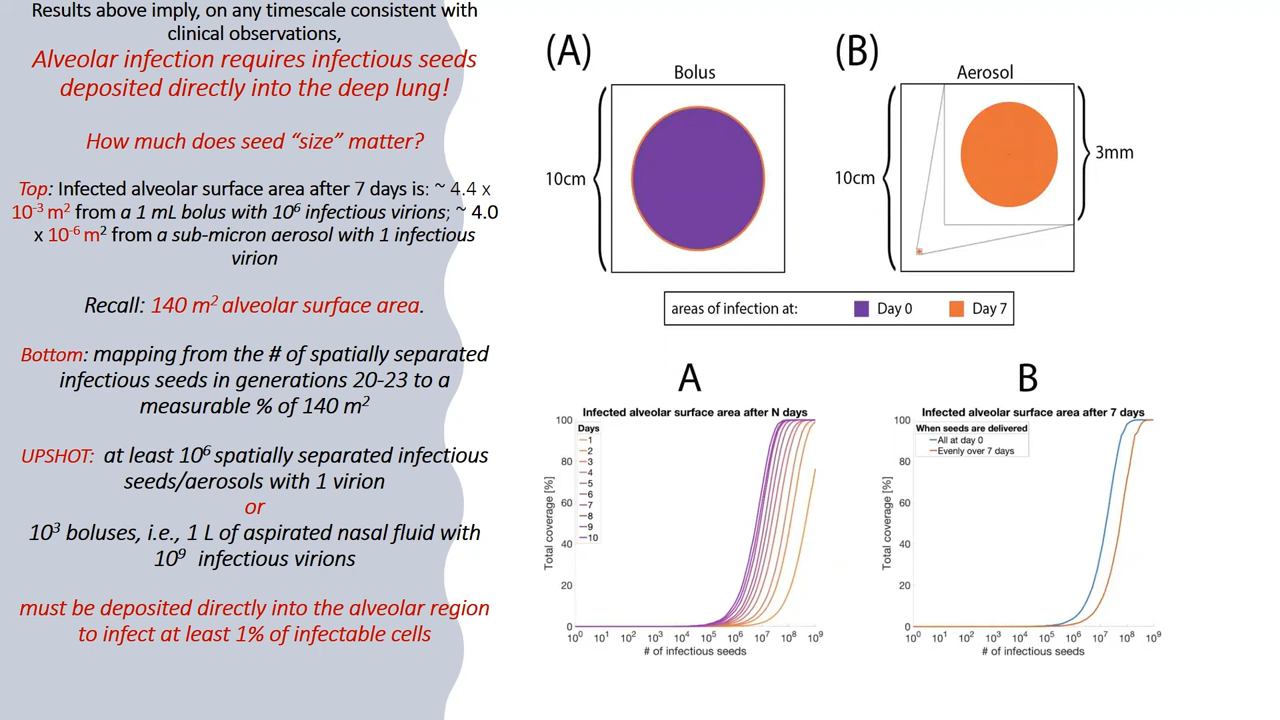 Results above imply, on any timescale consistent with
clinical observations,
Alveolar infection requires infectious seeds
deposited directly into the deep lung!
How much does seed “size” matter?
Top: Infected alveolar surface area after 7 days is: ~ 4.4 x
10⁻³ m² from a 1 mL bolus with 10⁶ infectious virions; ~ 4.0
x 10⁻⁶ m² from a sub-micron aerosol with 1 infectious
virion
Recall: 140 m² alveolar surface area.
Bottom: mapping from the # of spatially separated
infectious seeds in generations 20-23 to a
measurable % of 140 m²
UPSHOT: at least 10⁶ spatially separated infectious
seeds/aerosols with 1 virion
or
10³ boluses, i.e., 1 L of aspirated nasal fluid with
10⁹ infectious virions
must be deposited directly into the alveolar region
to infect at least 1% of infectable cells
(A)
Bolus
10cm
(B)
Aerosol
10cm
3mm
areas of infection at: Day 0 Day 7
A
Infected alveolar surface area after N days
Days
1
2
3
4
5
6
7
8
9
10
Total coverage [%]
100
80
60
40
20
0
10⁰ 10¹ 10² 10³ 10⁴ 10⁵ 10⁶ 10⁷ 10⁸ 10⁹
# of infectious seeds
B
Infected alveolar surface area after 7 days
When seeds are delivered
All at day 0
Evenly over 7 days
Total coverage [%]
100
80
60
40
20
0
10⁰ 10¹ 10² 10³ 10⁴ 10⁵ 10⁶ 10⁷ 10⁸ 10⁹
# of infectious seeds